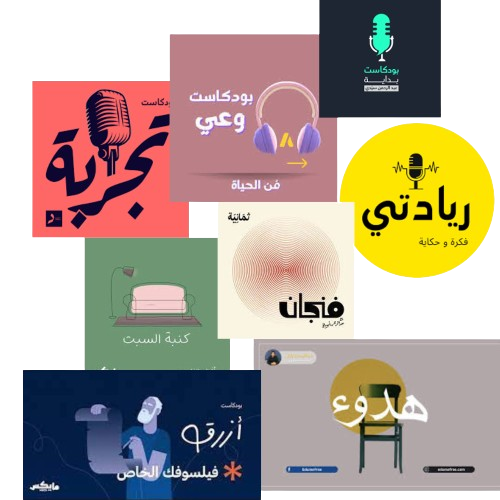 بودكاست
بداية
بودكاست
وعي
فن الحياة
بودكاست
تجربة
ريادتي
فكرة و حكاية
ثمانية
فنجان
كنبة السبت
هدوء
بودكاست
أزرق
فيلسوفك الخاص
مايكس